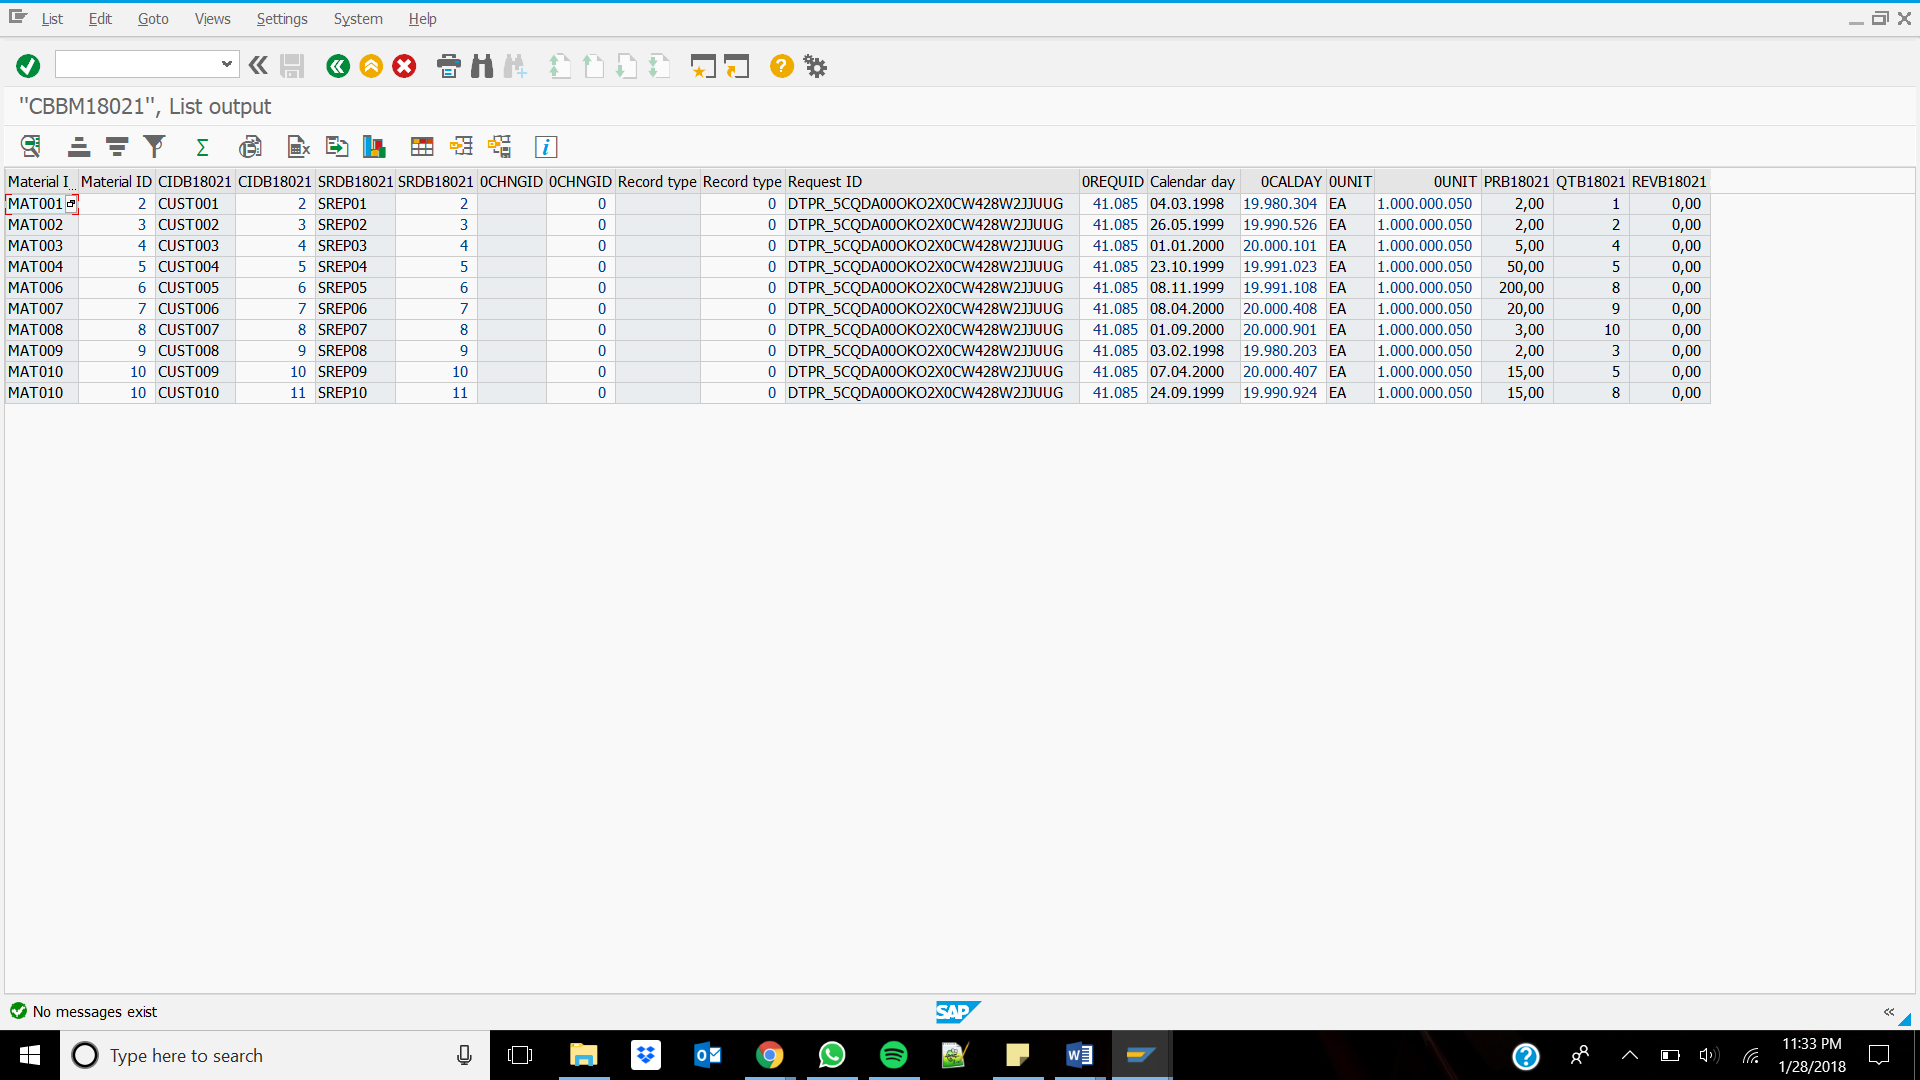 List Edit Goto Views Settings System Help
"CBBM18021", List output
Material I... Material ID CIDB18021 CIDB18021 SRDB18021 SRDB18021 0CHNGID 0CHNGID Record type Record type Request ID 0REQUID Calendar day 0CALDAY 0UNIT 0UNIT PRB18021 QTB18021 REVB18021
MAT001 2 CUST001 2 SREP01 2 0 0 DTPR_5CQDA00OKO2X0CW428W2JJUUG 41.085 04.03.1998 19.980.304 EA 1.000.000.050 2,00 1 0,00
MAT002 3 CUST002 3 SREP02 3 0 0 DTPR_5CQDA00OKO2X0CW428W2JJUUG 41.085 26.05.1999 19.990.526 EA 1.000.000.050 2,00 2 0,00
MAT003 4 CUST003 4 SREP03 4 0 0 DTPR_5CQDA00OKO2X0CW428W2JJUUG 41.085 01.01.2000 20.000.101 EA 1.000.000.050 5,00 4 0,00
MAT004 5 CUST004 5 SREP04 5 0 0 DTPR_5CQDA00OKO2X0CW428W2JJUUG 41.085 23.10.1999 19.991.023 EA 1.000.000.050 50,00 5 0,00
MAT006 6 CUST005 6 SREP05 6 0 0 DTPR_5CQDA00OKO2X0CW428W2JJUUG 41.085 08.11.1999 19.991.108 EA 1.000.000.050 200,00 8 0,00
MAT007 7 CUST006 7 SREP06 7 0 0 DTPR_5CQDA00OKO2X0CW428W2JJUUG 41.085 08.04.2000 20.000.408 EA 1.000.000.050 20,00 9 0,00
MAT008 8 CUST007 8 SREP07 8 0 0 DTPR_5CQDA00OKO2X0CW428W2JJUUG 41.085 01.09.2000 20.000.901 EA 1.000.000.050 3,00 10 0,00
MAT009 9 CUST008 9 SREP08 9 0 0 DTPR_5CQDA00OKO2X0CW428W2JJUUG 41.085 03.02.1998 19.980.203 EA 1.000.000.050 2,00 3 0,00
MAT010 10 CUST009 10 SREP09 10 0 0 DTPR_5CQDA00OKO2X0CW428W2JJUUG 41.085 07.04.2000 20.000.407 EA 1.000.000.050 15,00 5 0,00
MAT010 10 CUST010 11 SREP10 11 0 0 DTPR_5CQDA00OKO2X0CW428W2JJUUG 41.085 24.09.1999 19.990.924 EA 1.000.000.050 15,00 8 0,00
No messages exist
SAP
Type here to search
11:33 PM
1/28/2018